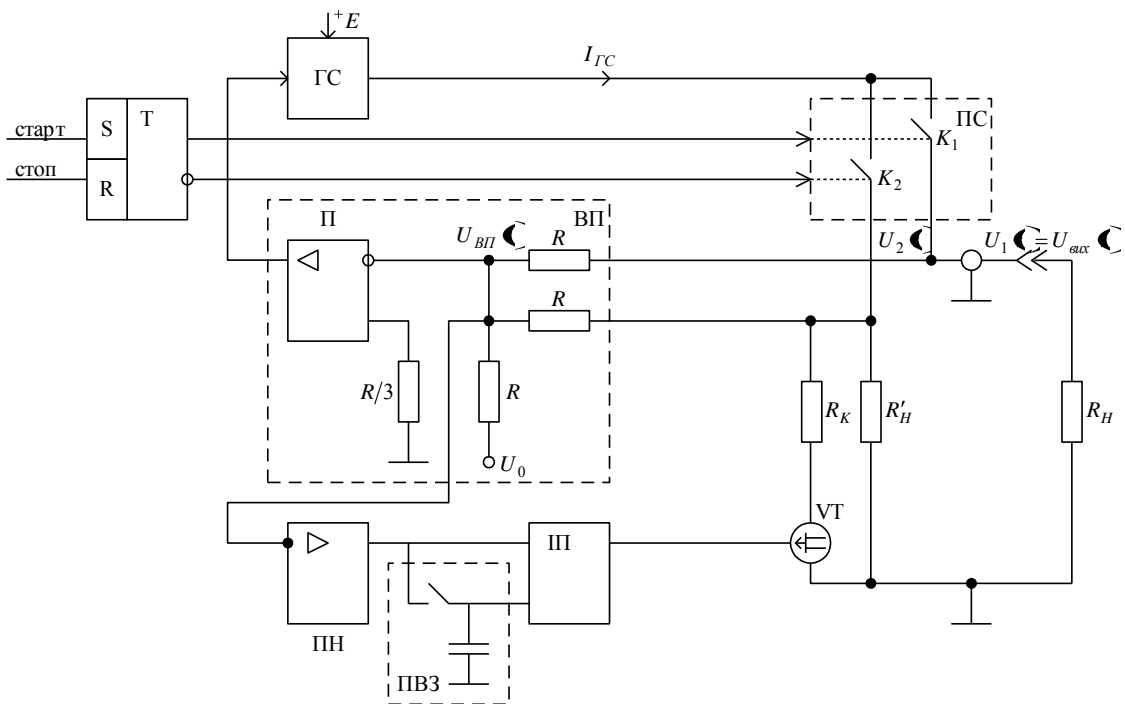 +E
ГС
I_ГС
старт
стоп
S
R
T
ПС
K₁
K₂
П
ВП
U_ВП (
R
U₂ (
U₁ ( = U_вих (
R
R/3
R
U₀
R_K
R'_H
R_H
VT
ПН
ІП
ПВЗ